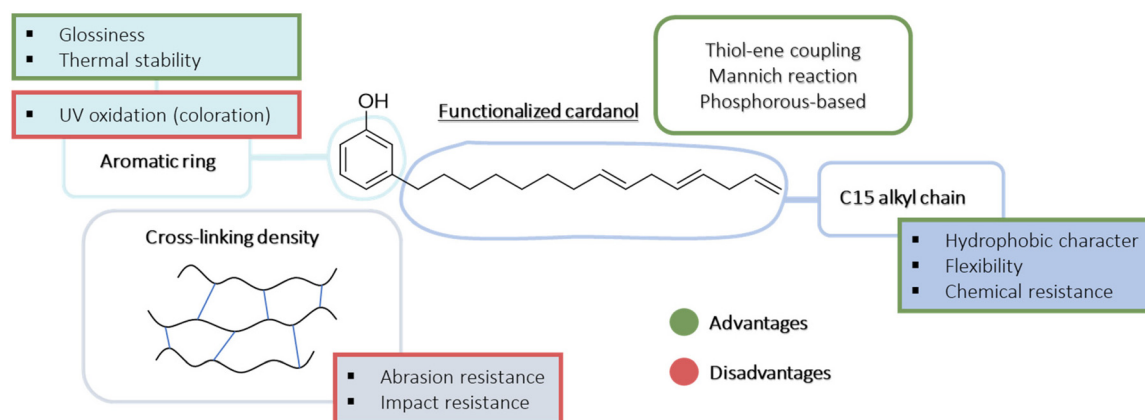 ▪ Glossiness
▪ Thermal stability
▪ UV oxidation (coloration)
Aromatic ring
OH
Functionalized cardanol
Thiol-ene coupling
Mannich reaction
Phosphorous-based
C15 alkyl chain
▪ Hydrophobic character
▪ Flexibility
▪ Chemical resistance
Cross-linking density
▪ Abrasion resistance
▪ Impact resistance
Advantages
Disadvantages